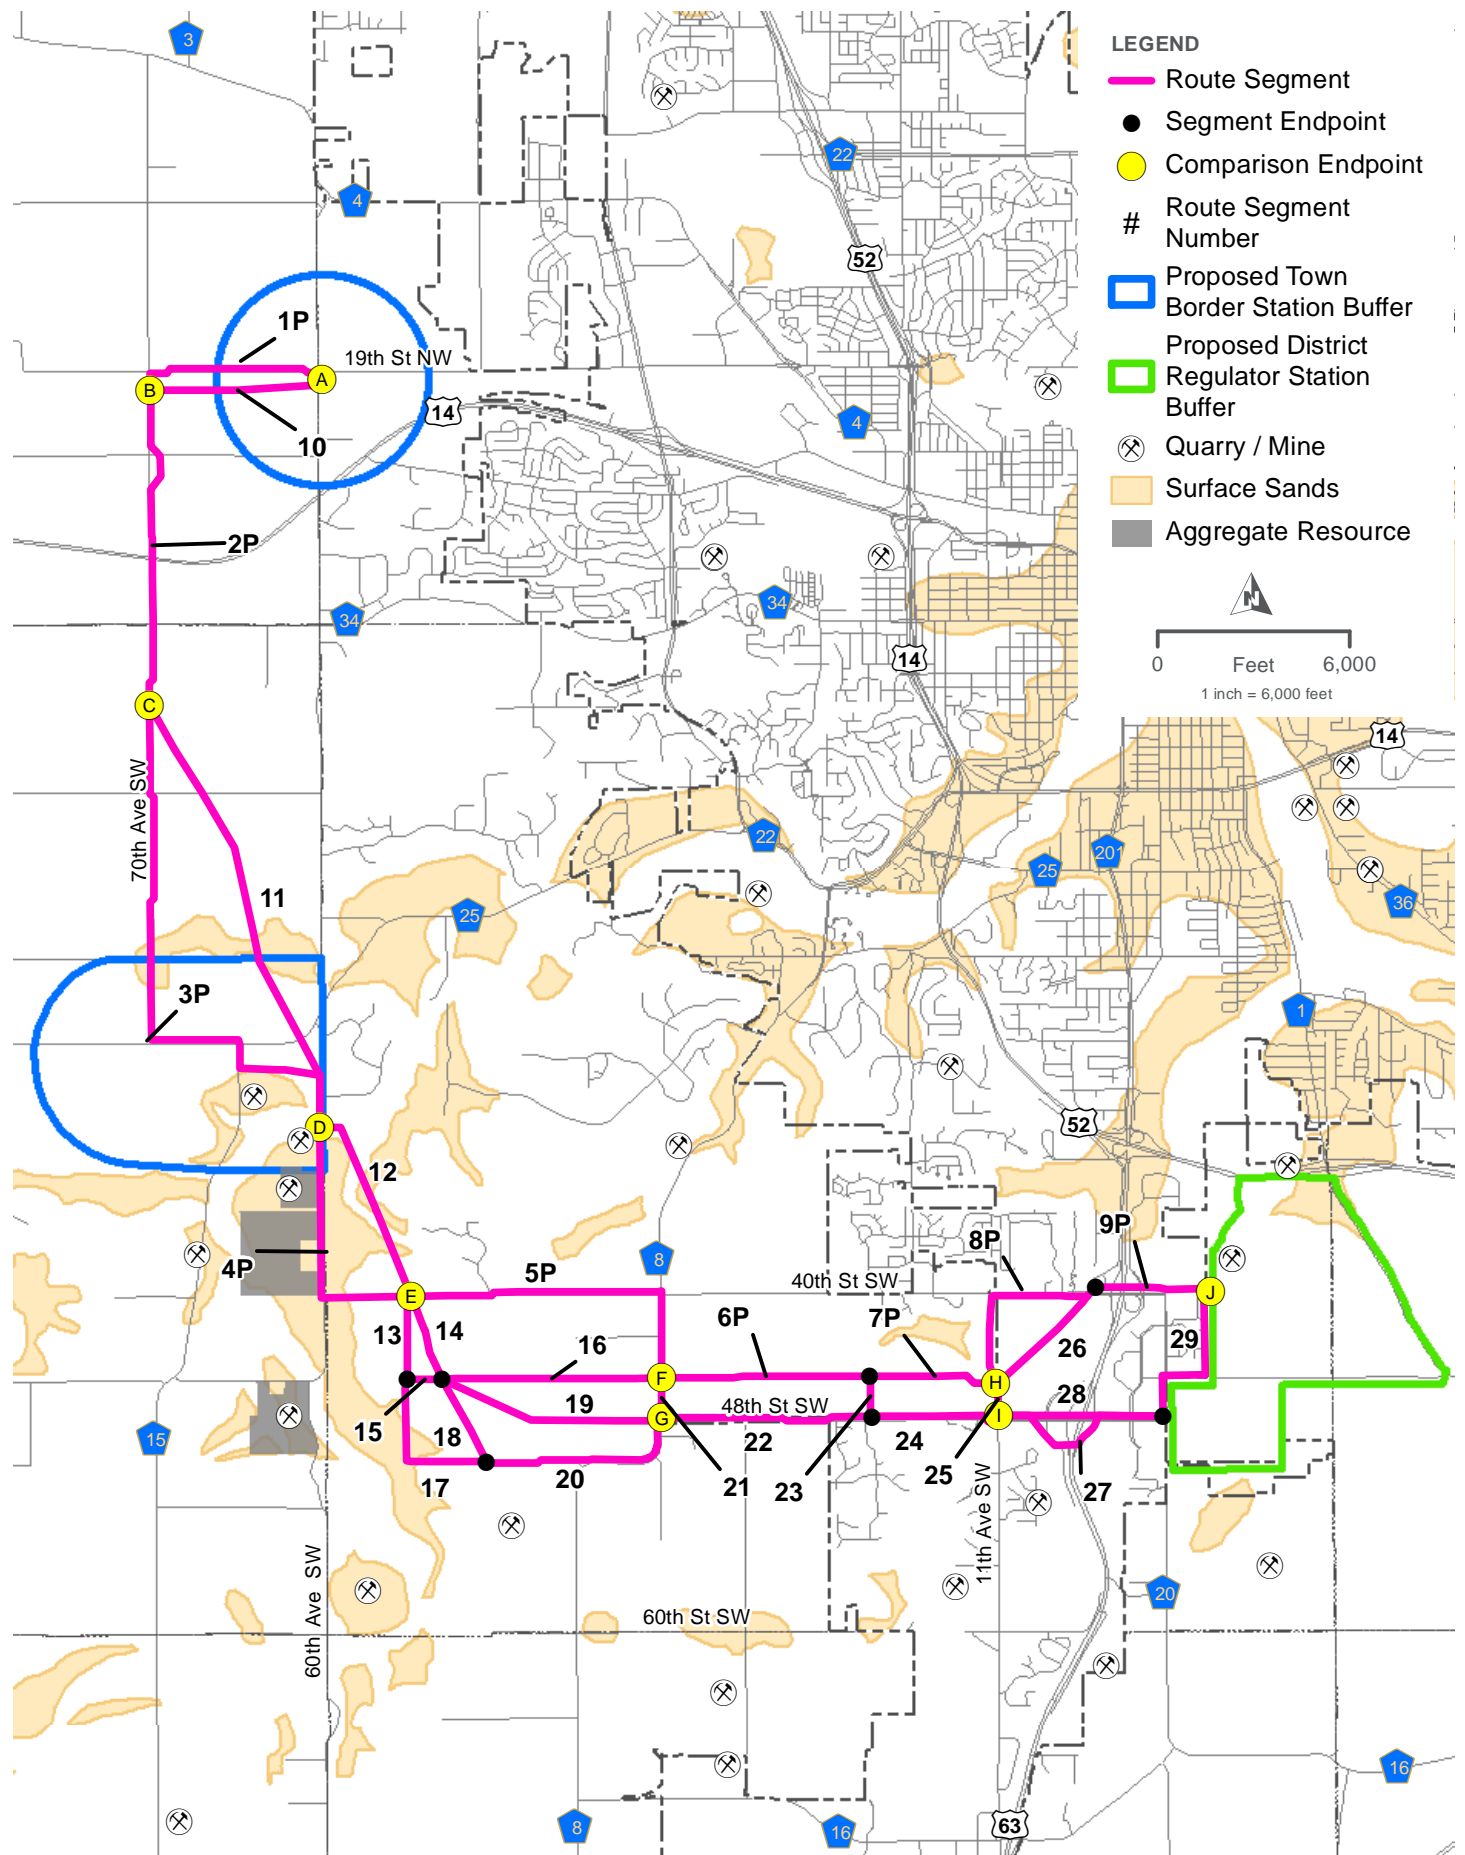 LEGEND
Route Segment
Segment Endpoint
Comparison Endpoint
#
Route Segment
Number
Proposed Town
Border Station Buffer
Proposed District
Regulator Station
Buffer
Quarry / Mine
Surface Sands
Aggregate Resource
N
0 Feet 6,000
1 inch = 6,000 feet
3
22
4
52
1P
19th St NW
A
B
14
4
10
2P
34
34
14
C
14
70th Ave SW
22
201
25
36
11
25
3P
1
D
52
12
9P
8P
4P
8
5P
40th St SW
E
J
7P
6P
13
14
16
26
29
F
H
28
19
48th St SW
G
I
15
18
22
24
15
17
20
21
23
25
27
11th Ave SW
20
60th St SW
60th Ave SW
16
8
16
63